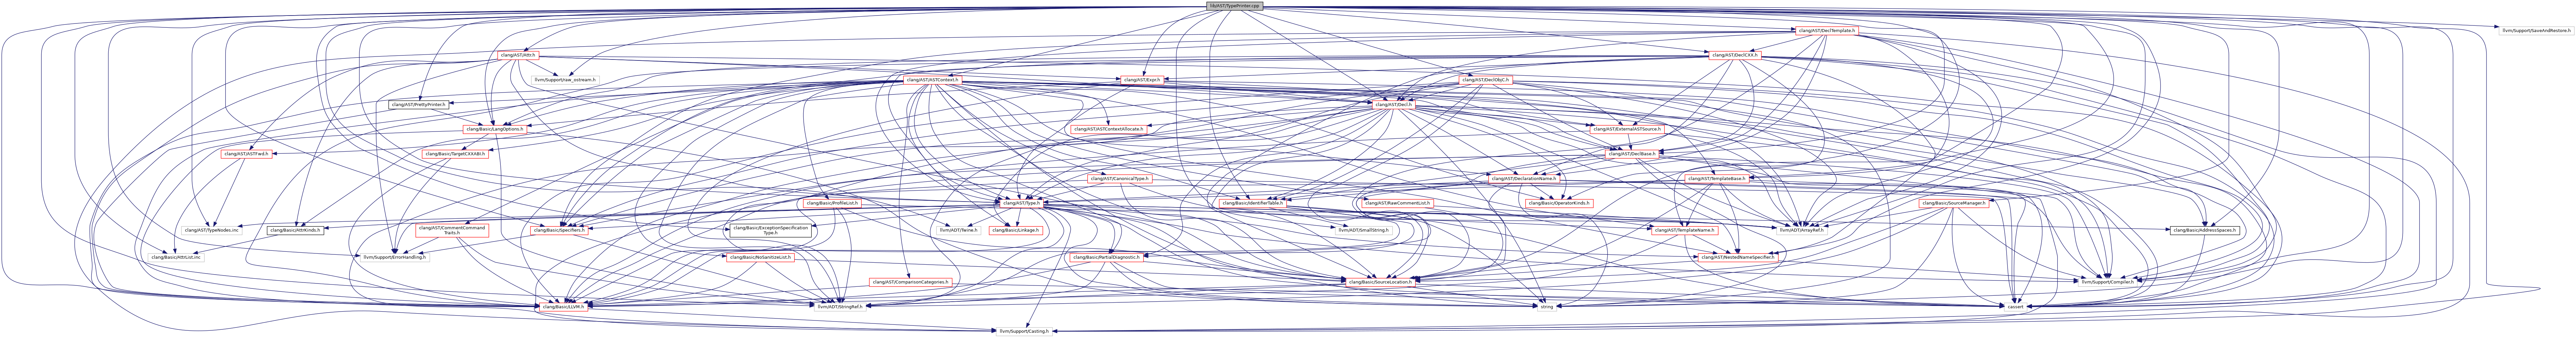 lib/AST/TypePrinter.cpp
clang/AST/DeclTemplate.h
llvm/Support/SaveAndRestore.h
clang/AST/Attr.h
clang/AST/DeclCXX.h
llvm/Support/raw_ostream.h
clang/AST/ASTContext.h
clang/AST/Expr.h
clang/AST/DeclObjC.h
clang/AST/PrettyPrinter.h
clang/AST/Decl.h
clang/Basic/LangOptions.h
clang/AST/ASTContextAllocate.h
clang/AST/ExternalASTSource.h
clang/AST/ASTFwd.h
clang/Basic/TargetCXXABI.h
clang/AST/DeclBase.h
clang/AST/CanonicalType.h
clang/AST/DeclarationName.h
clang/AST/TemplateBase.h
clang/Basic/ProfileList.h
clang/AST/Type.h
clang/Basic/IdentifierTable.h
clang/AST/RawCommentList.h
clang/Basic/OperatorKinds.h
clang/Basic/SourceManager.h
clang/AST/TypeNodes.inc
clang/Basic/AttrKinds.h
clang/AST/CommentCommand
Traits.h
clang/Basic/Specifiers.h
clang/Basic/ExceptionSpecification
Type.h
llvm/ADT/Twine.h
clang/Basic/Linkage.h
llvm/ADT/SmallString.h
clang/AST/TemplateName.h
llvm/ADT/ArrayRef.h
clang/Basic/AddressSpaces.h
clang/Basic/AttrList.inc
llvm/Support/ErrorHandling.h
clang/Basic/NoSanitizeList.h
clang/Basic/PartialDiagnostic.h
clang/AST/NestedNameSpecifier.h
clang/AST/ComparisonCategories.h
clang/Basic/SourceLocation.h
llvm/Support/Compiler.h
clang/Basic/LLVM.h
llvm/ADT/StringRef.h
string
cassert
llvm/Support/Casting.h